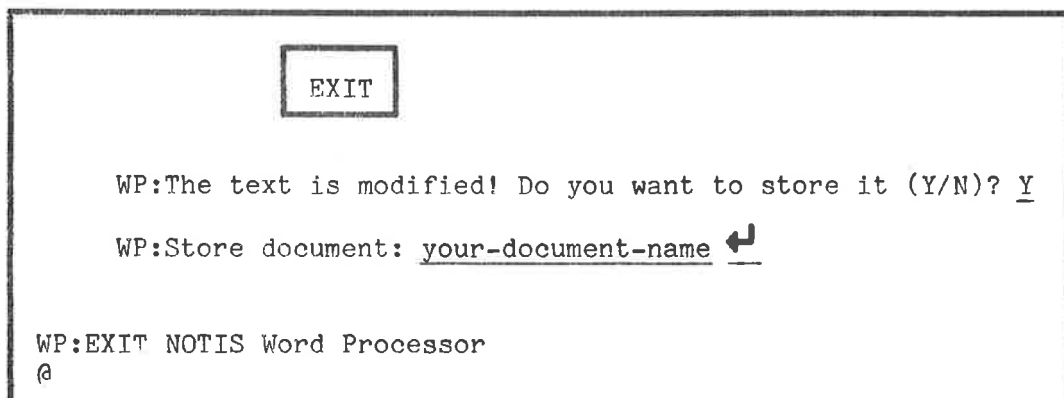 EXIT
WP:The text is modified! Do you want to store it (Y/N)? Y
WP:Store document: your-document-name ↵
WP:EXIT NOTIS Word Processor
@